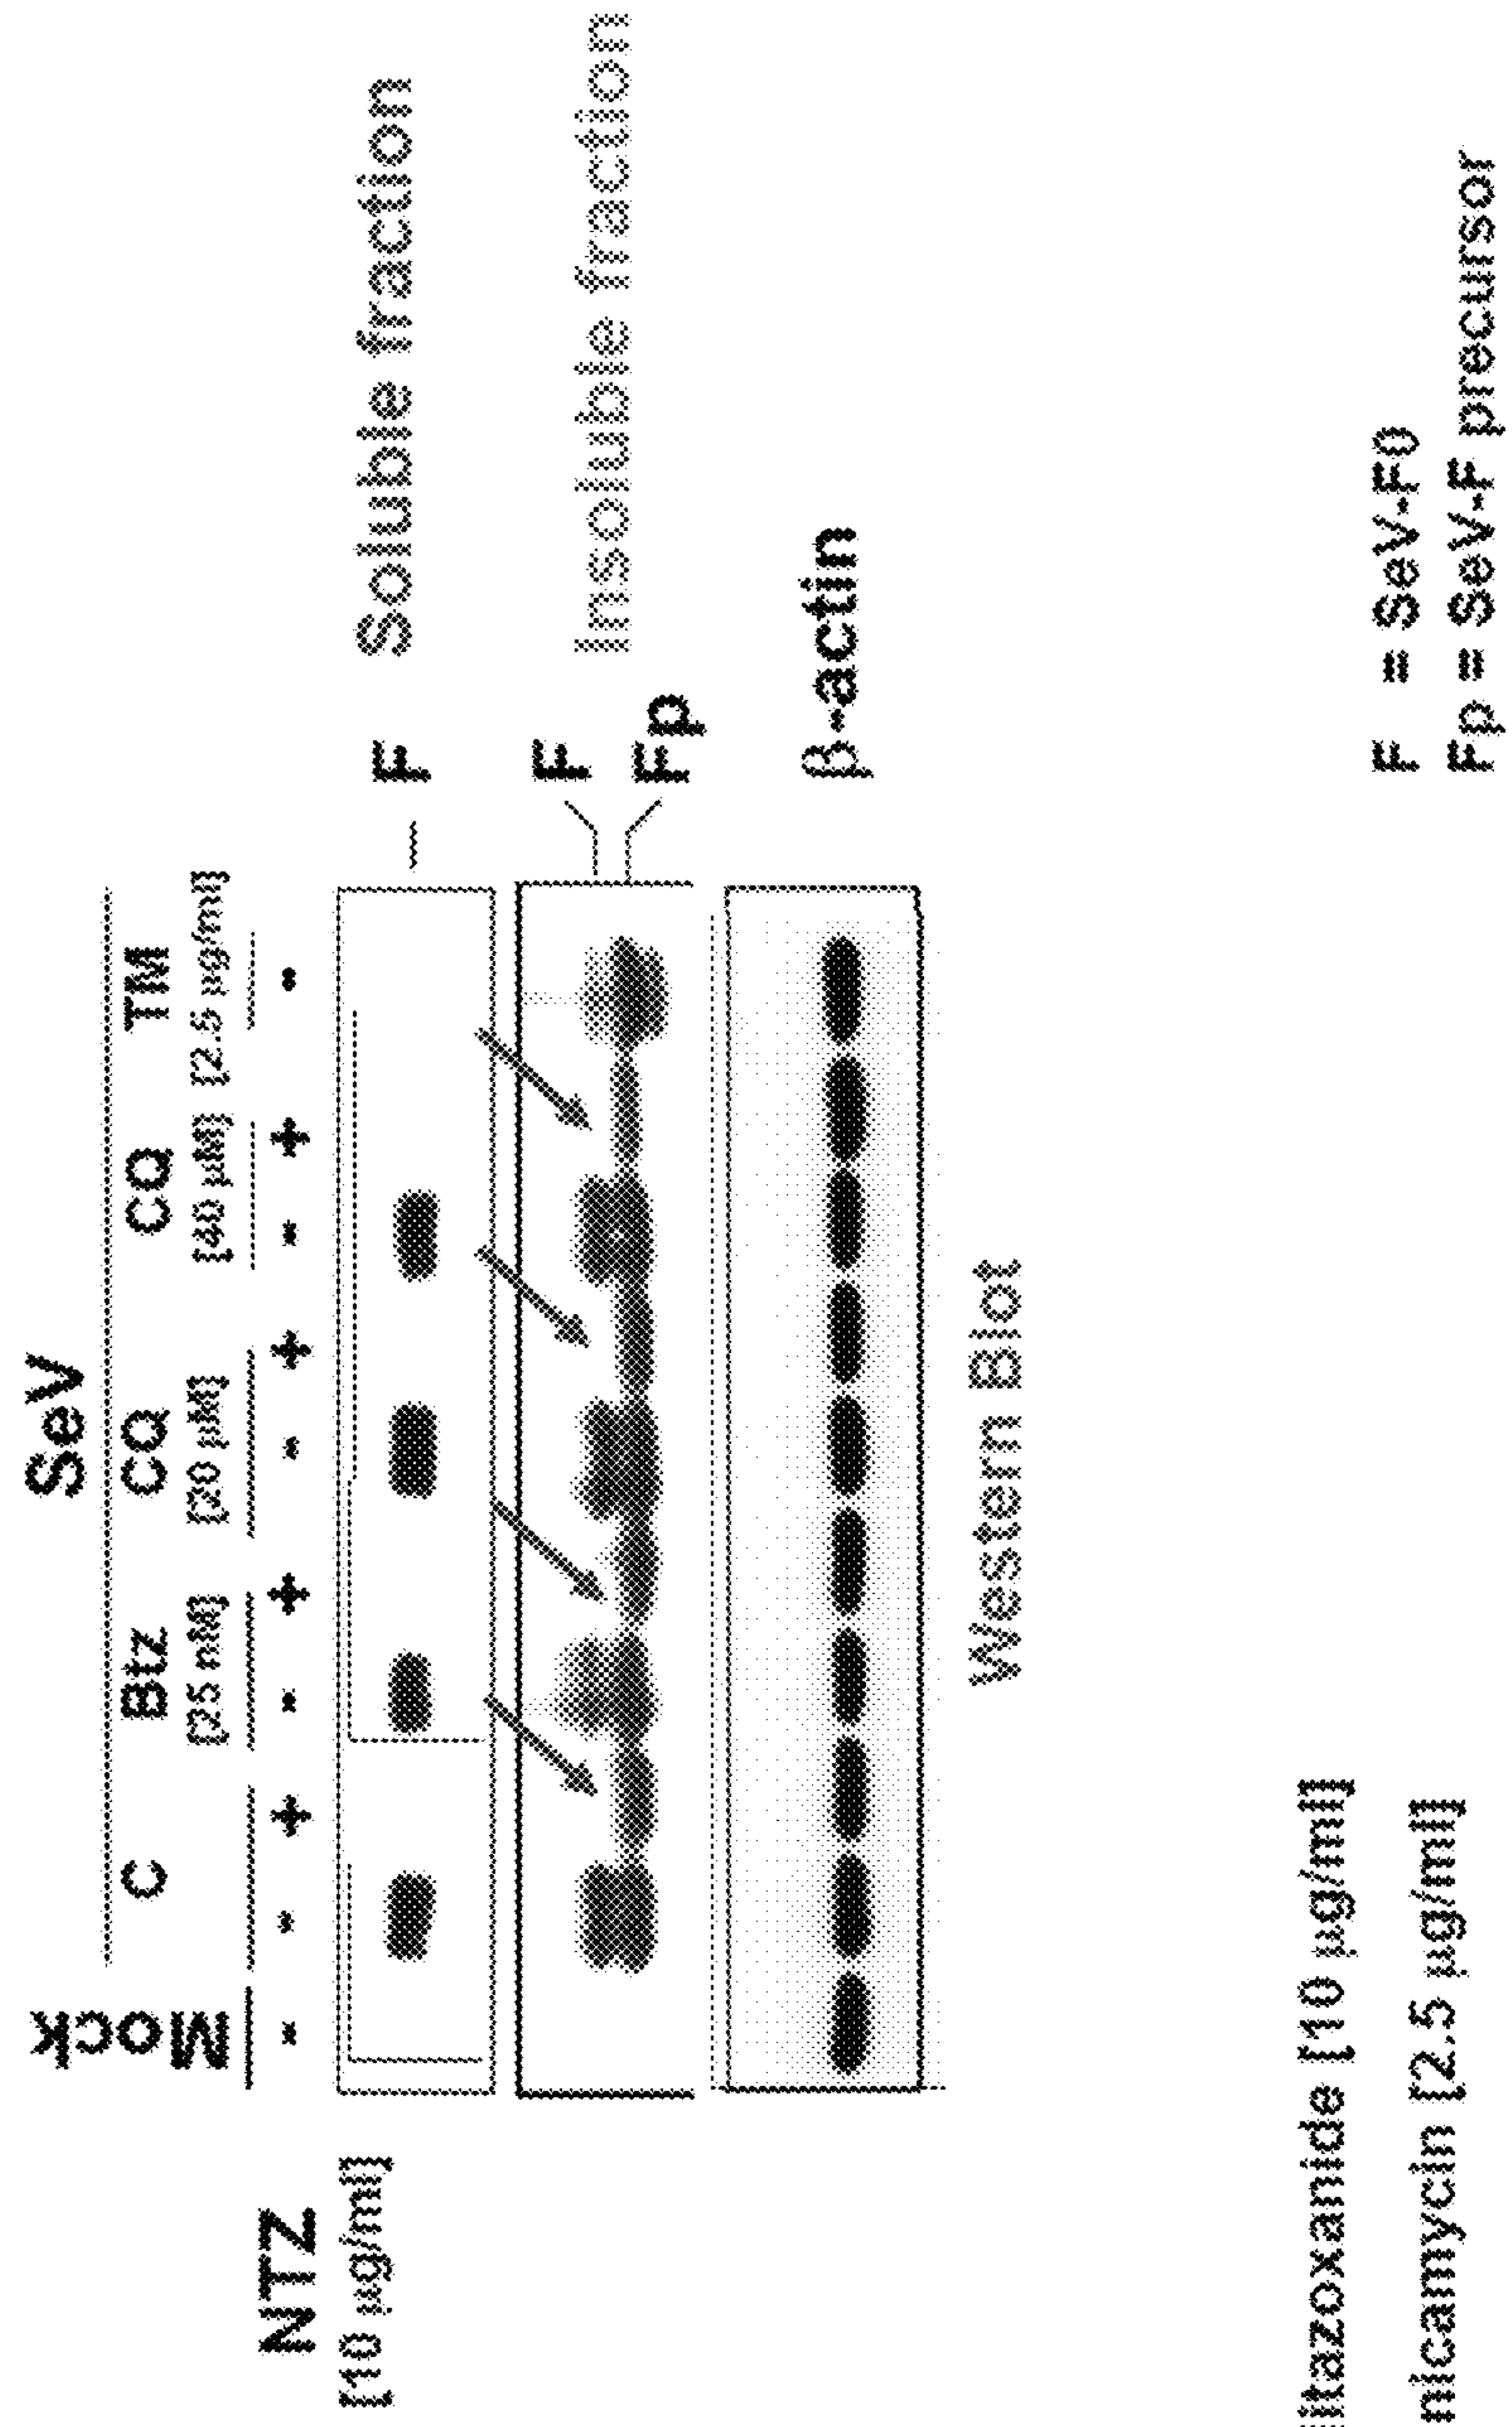 SeV
Mock C Btz CQ CQ TM
[25 nM] [20 µM] [40 µM] [2.5 µg/ml]
NTZ - - + - + - + - + -
[10 µg/ml]
F Soluble fraction
F
Insoluble fraction
Fp
β-actin
Western Blot
itazoxanide [10 µg/ml]
F = SeV-F0
nicamycin [2.5 µg/ml]
Fp = SeV-F precursor